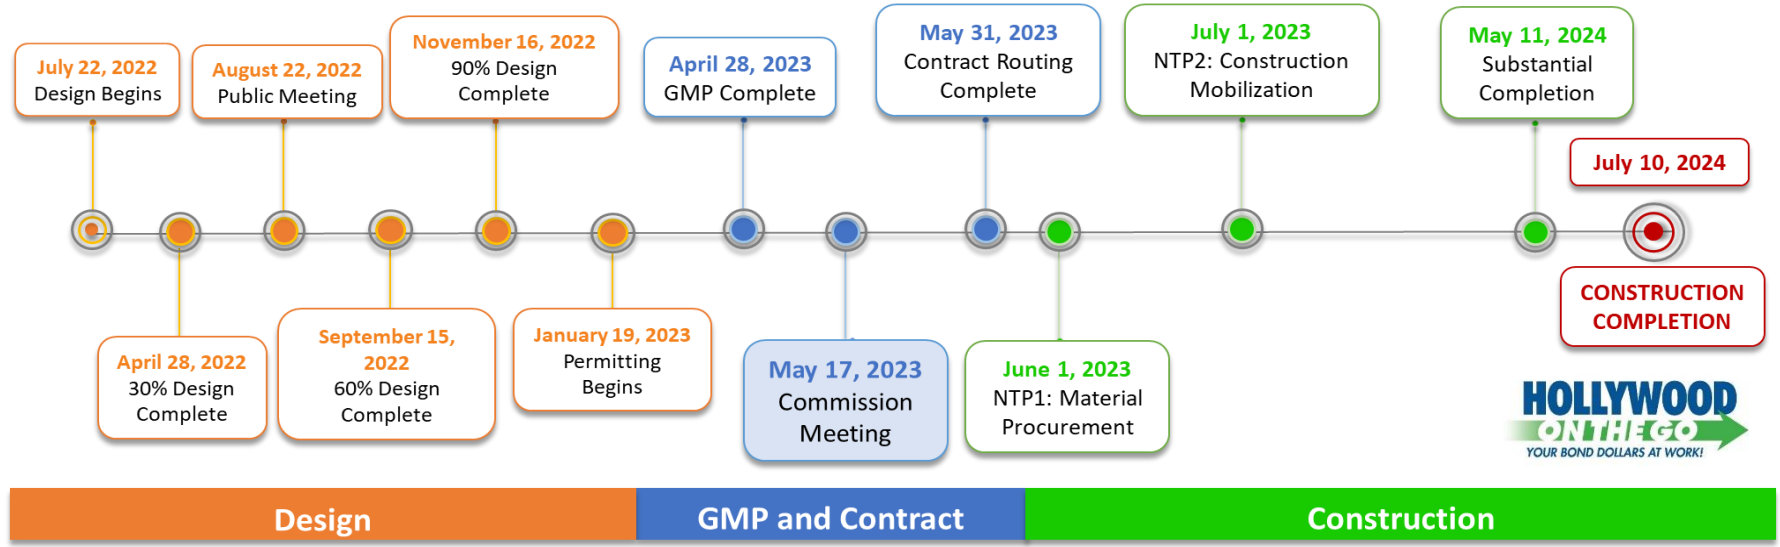 July 22, 2022
Design Begins
April 28, 2022
30% Design
Complete
August 22, 2022
Public Meeting
September 15,
2022
60% Design
Complete
November 16, 2022
90% Design
Complete
January 19, 2023
Permitting
Begins
April 28, 2023
GMP Complete
May 17, 2023
Commission
Meeting
May 31, 2023
Contract Routing
Complete
June 1, 2023
NTP1: Material
Procurement
July 1, 2023
NTP2: Construction
Mobilization
May 11, 2024
Substantial
Completion
July 10, 2024
CONSTRUCTION
COMPLETION
HOLLYWOOD
ON THE GO
YOUR BOND DOLLARS AT WORK!
Design
GMP and Contract
Construction